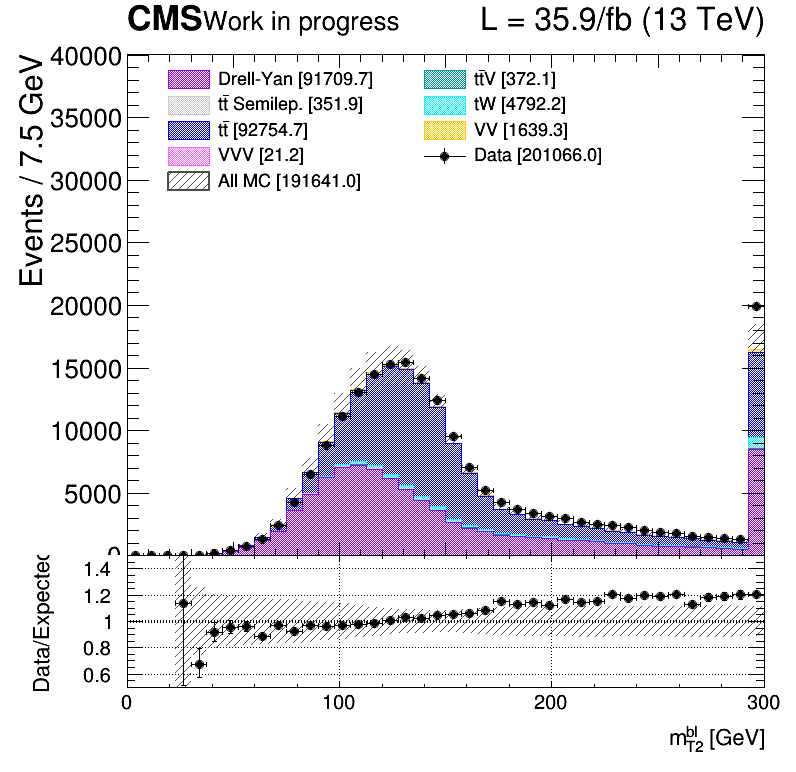 CMS Work in progress L = 35.9/fb (13 TeV)
Events / 7.5 GeV
40000
35000
30000
25000
20000
15000
10000
5000
0
Drell-Yan [91709.7]
tt̄ Semilep. [351.9]
tt̄ [92754.7]
VVV [21.2]
All MC [191641.0]
tt̄V [372.1]
tW [4792.2]
VV [1639.3]
Data [201066.0]
Data/Expected
1.4
1.2
1
0.8
0.6
0 100 200 300
m_{T2}^{bl} [GeV]